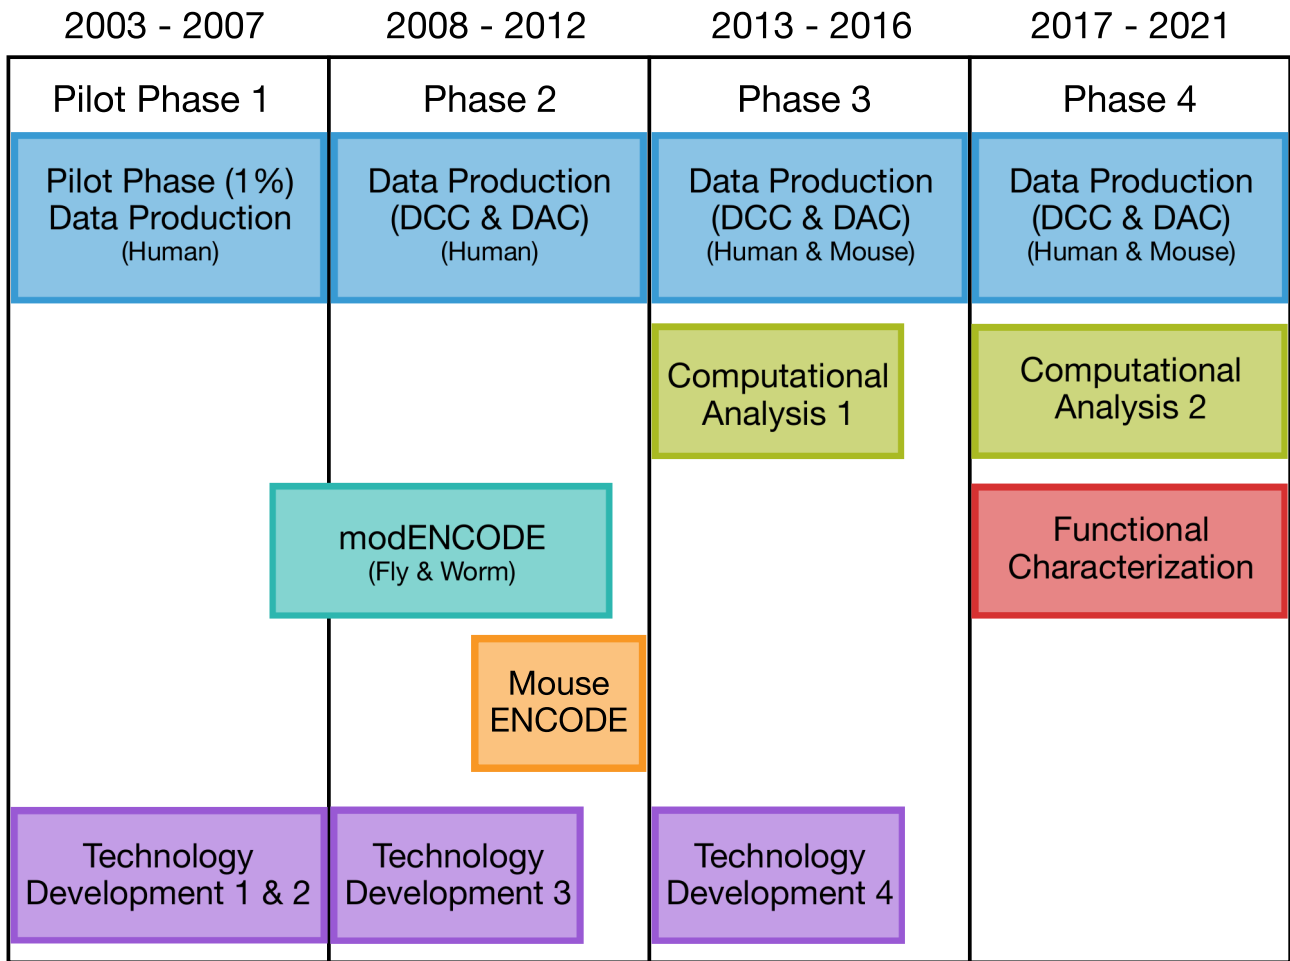 2003 - 2007
2008 - 2012
2013 - 2016
2017 - 2021
Pilot Phase 1
Phase 2
Phase 3
Phase 4
Pilot Phase (1%)
Data Production
(Human)
Data Production
(DCC & DAC)
(Human)
Data Production
(DCC & DAC)
(Human & Mouse)
Data Production
(DCC & DAC)
(Human & Mouse)
Computational
Analysis 1
Computational
Analysis 2
modENCODE
(Fly & Worm)
Functional
Characterization
Mouse
ENCODE
Technology
Development 1 & 2
Technology
Development 3
Technology
Development 4